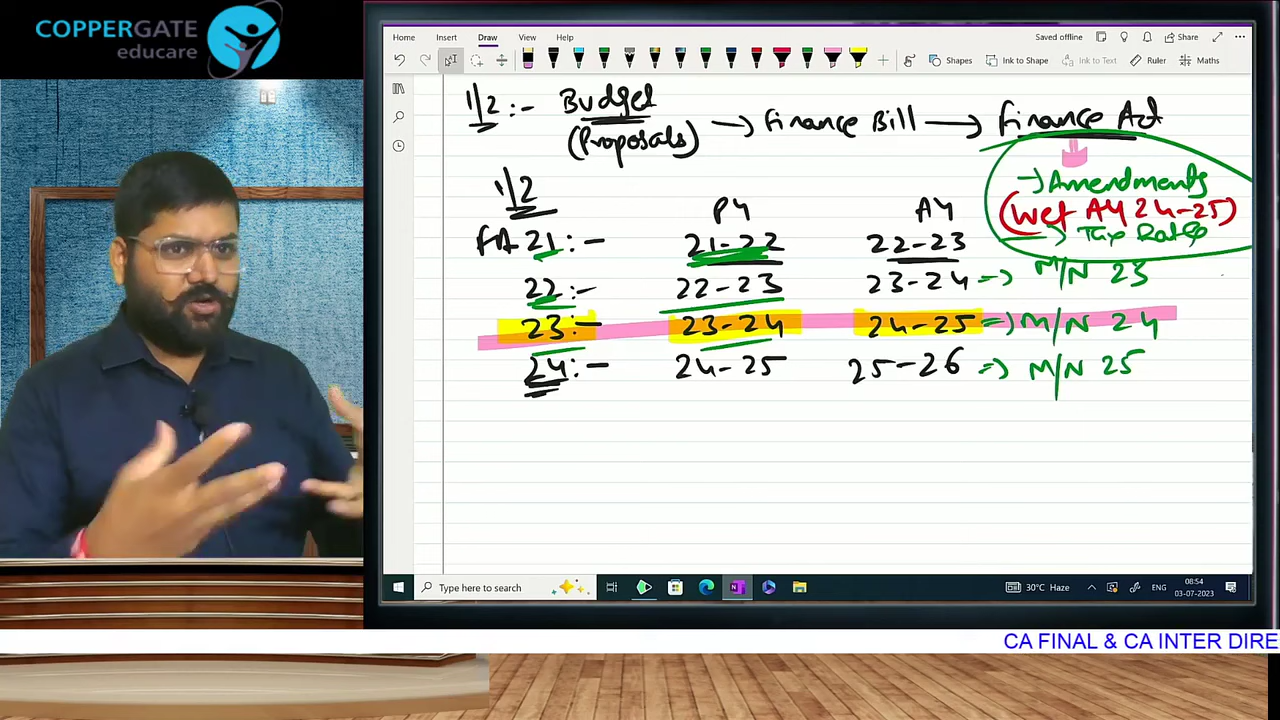 COPPERGATE
educare
Home Insert Draw View Help
Saved offline
Share
Shapes Ink to Shape Ink to Text Ruler Maths
1/2 :- Budget
(Proposals) → Finance Bill → Finance Act
→ Amendments
(wef AY 24-25)
→ Tax Rates
1/2
PY AY
FA 21 :- 21-22 22-23
22 :- 22-23 23-24 => M/N 23
23 :- 23-24 24-25 => M/N 24
24 :- 24-25 25-26 => M/N 25
Type here to search
30°C Haze
ENG
08:54
03-07-2023
CA FINAL & CA INTER DIRE